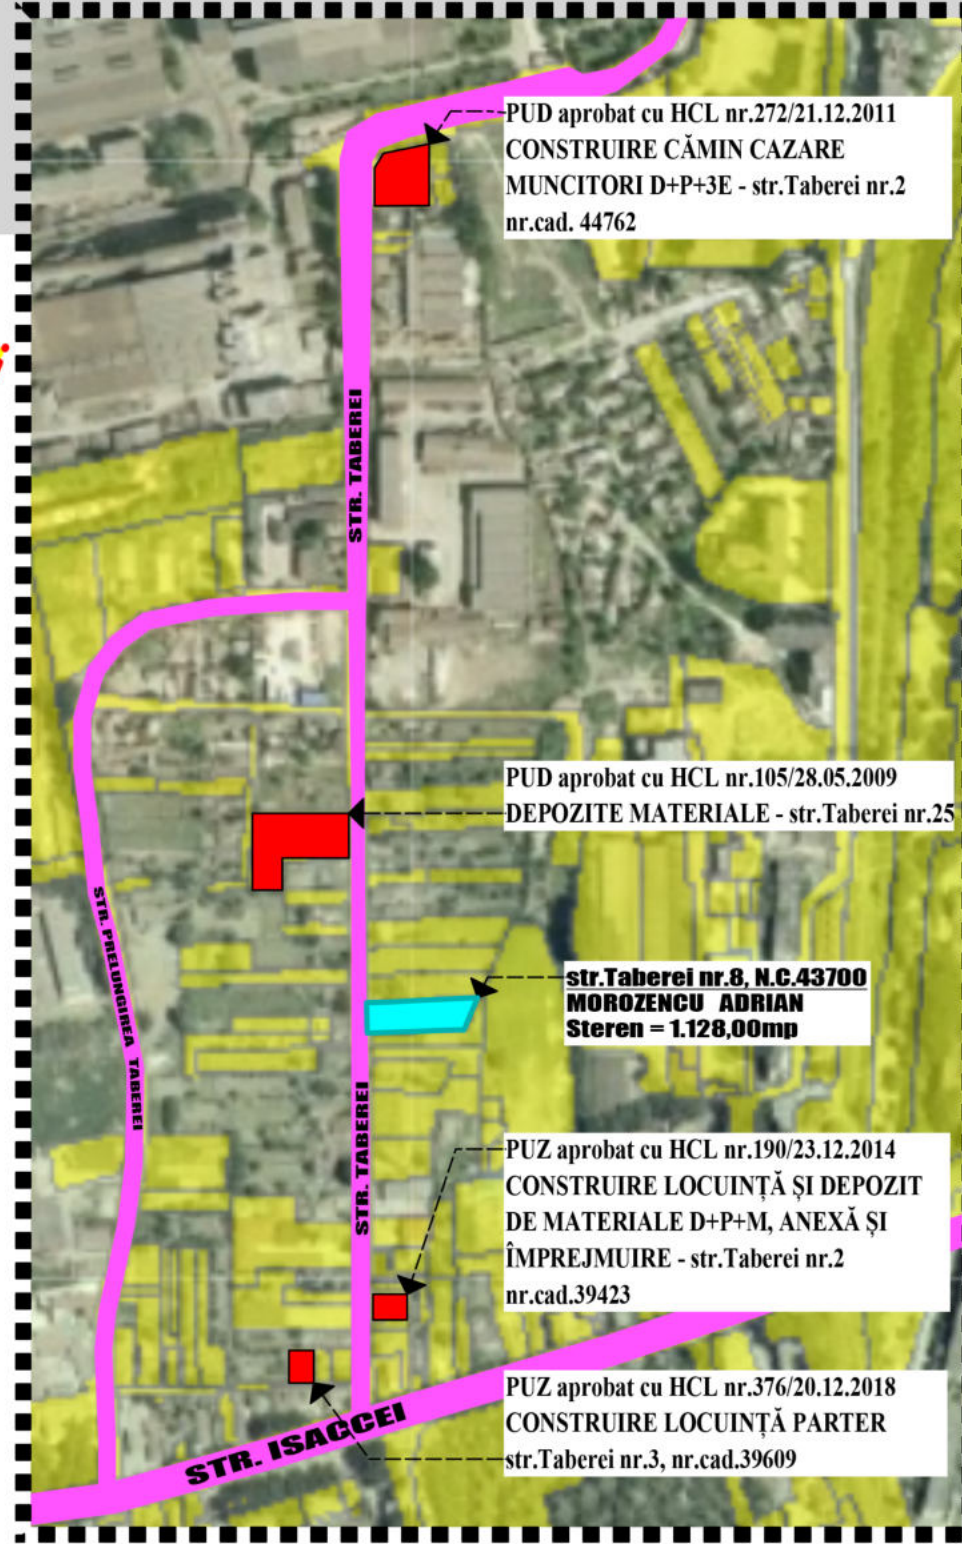 PUD aprobat cu HCL nr.272/21.12.2011
CONSTRUIRE CĂMIN CAZARE
MUNCITORI D+P+3E - str.Taberei nr.2
nr.cad. 44762
STR. TABEREI
PUD aprobat cu HCL nr.105/28.05.2009
DEPOZITE MATERIALE - str.Taberei nr.25
STR. PRELUNGIREA TABEREI
str.Taberei nr.8, N.C.43700
MOROZENCU ADRIAN
Steren = 1.128,00mp
STR. TABEREI
PUZ aprobat cu HCL nr.190/23.12.2014
CONSTRUIRE LOCUINȚĂ ȘI DEPOZIT
DE MATERIALE D+P+M, ANEXĂ ȘI
ÎMPREJMUIRE - str.Taberei nr.2
nr.cad.39423
PUZ aprobat cu HCL nr.376/20.12.2018
CONSTRUIRE LOCUINȚĂ PARTER
str.Taberei nr.3, nr.cad.39609
STR. ISACCEI